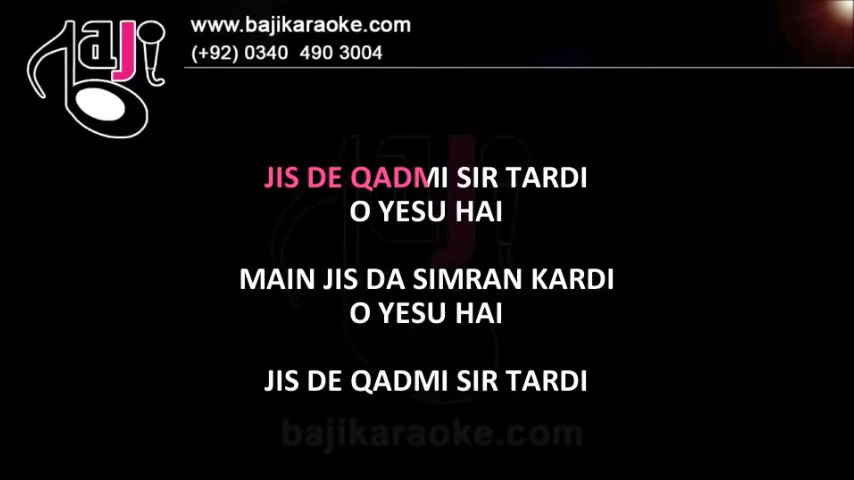 www.bajikaraoke.com
(+92) 0340 490 3004
baji
JIS DE QADMI SIR TARDI
O YESU HAI
MAIN JIS DA SIMRAN KARDI
O YESU HAI
JIS DE QADMI SIR TARDI
bajikaraoke.com